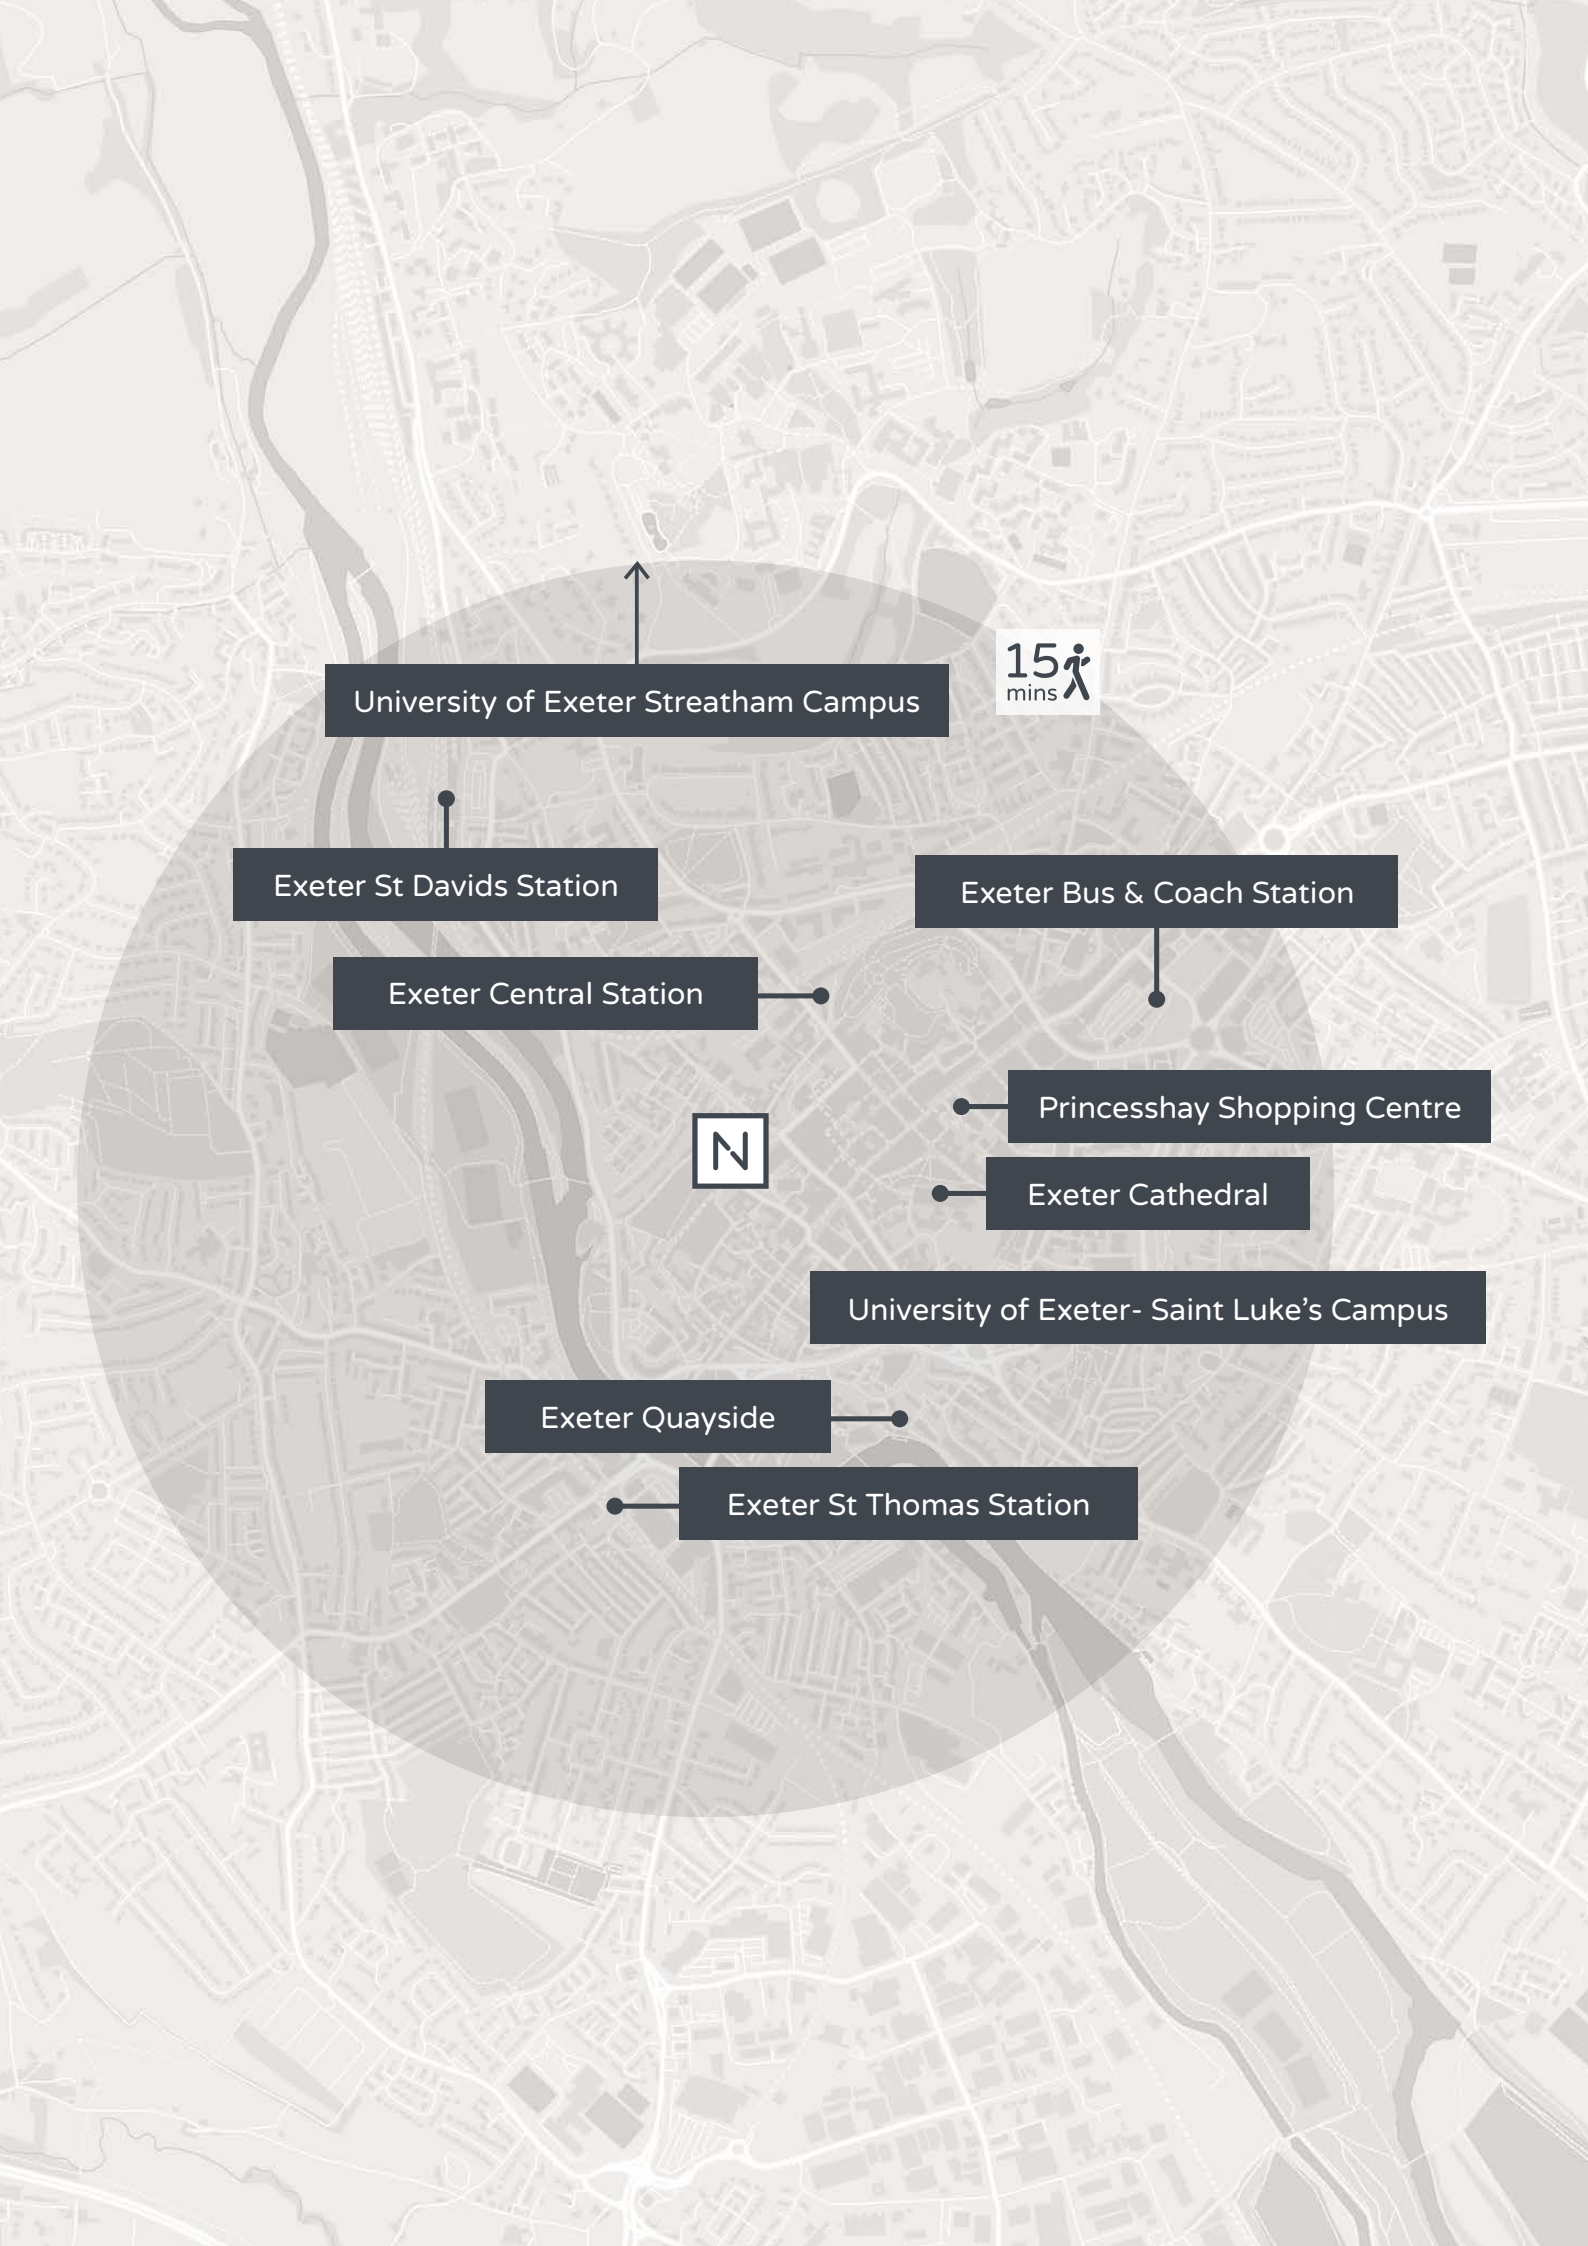 15
mins
University of Exeter Streatham Campus
Exeter St Davids Station
Exeter Bus & Coach Station
Exeter Central Station
Princesshay Shopping Centre
N
Exeter Cathedral
University of Exeter- Saint Luke’s Campus
Exeter Quayside
Exeter St Thomas Station